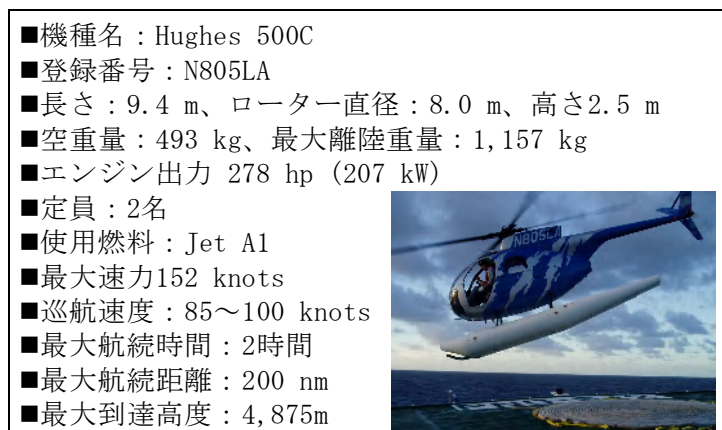 ■機種名：Hughes 500C
■登録番号：N805LA
■長さ：9.4 m、ローター直径：8.0 m、高さ2.5 m
■空重量：493 kg、最大離陸重量：1,157 kg
■エンジン出力 278 hp (207 kW)
■定員：2名
■使用燃料：Jet A1
■最大速力152 knots
■巡航速度：85～100 knots
■最大航続時間：2時間
■最大航続距離：200 nm
■最大到達高度：4,875m
N805LA